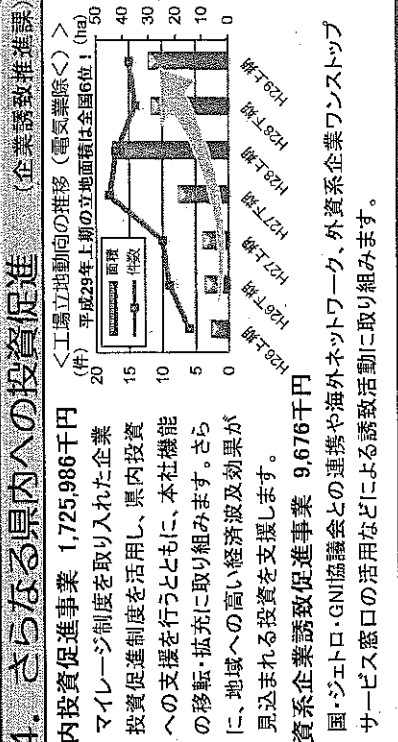 4. さらなる県内への投資促進 (企業誘致推進課)
内投資促進事業 1,725,986千円
マイレージ制度を取り入れた企業
投資促進制度を活用し、県内投資
への支援を行うとともに、本社機能
の移転・拡充に取り組みます。さら
に、地域への高い経済波及効果が
見込まれる投資を支援します。
<工場立地動向の推移(電気業除く)>
(件) 平成29年上期の立地面積は全国6位! (ha)
20
15
10
5
0
面積
件数
50
40
30
20
10
0
H26上期
H26下期
H27上期
H27下期
H28上期
H28下期
H29上期
資系企業誘致促進事業 9,676千円
国・ジェトロ・GNI協議会との連携や海外ネットワーク、外資系企業ワンストップ
サービス窓口の活用などによる誘致活動に取り組みます。